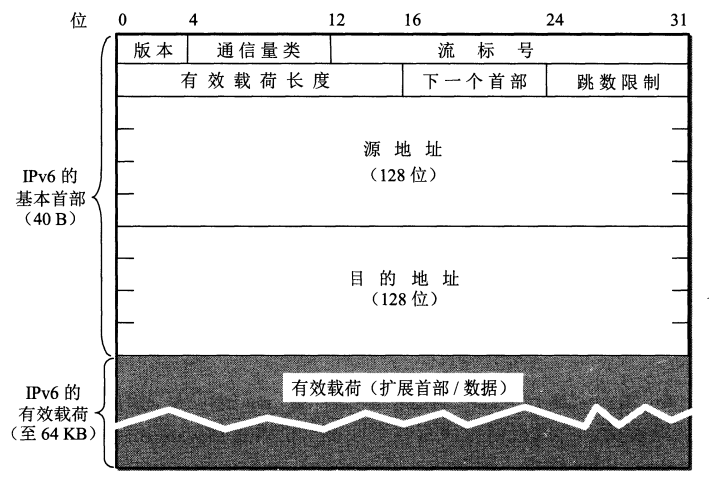 位 0 4 12 16 24 31
版本 通信量类 流标号
有效载荷长度 下一个首部 跳数限制
源地址
（128 位）
IPv6 的
基本首部
（40 B）
目的地址
（128 位）
有效载荷（扩展首部 / 数据）
IPv6 的
有效载荷
（至 64 KB）